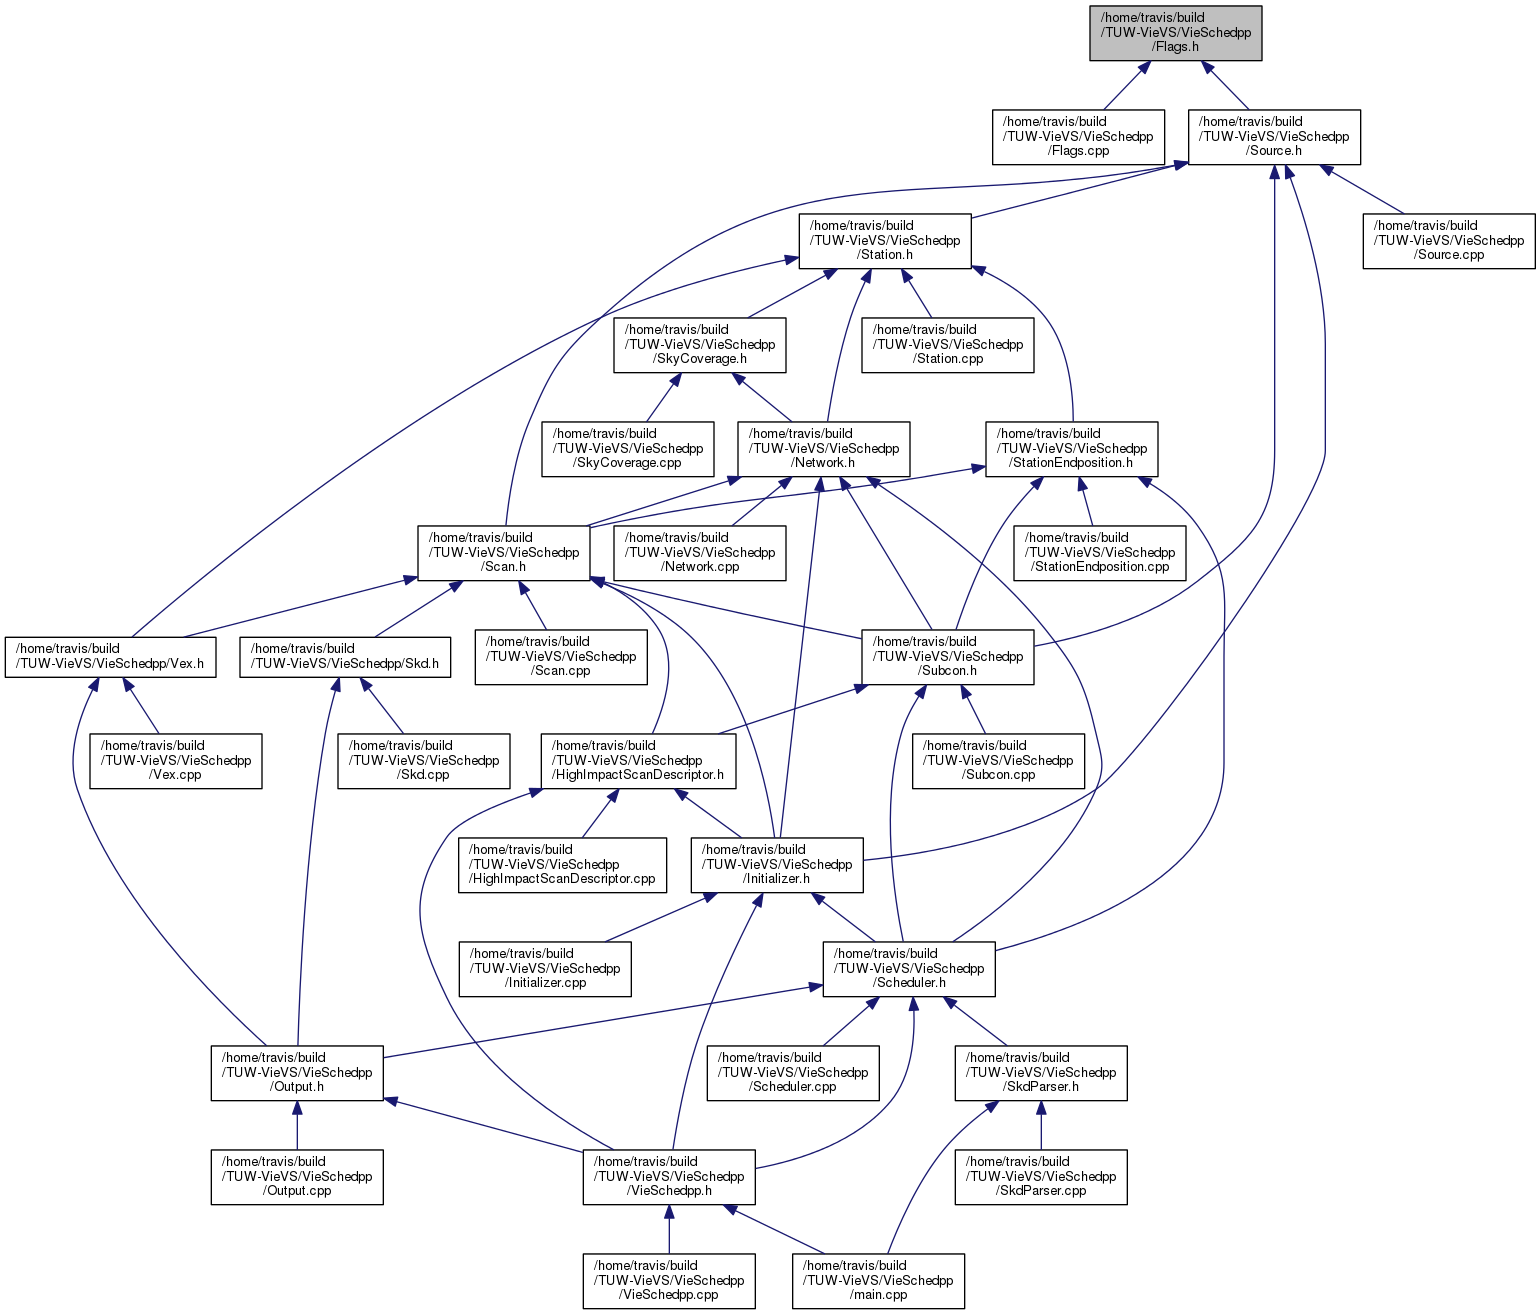 /home/travis/build
/TUW-VieVS/VieSchedpp
/Flags.h
/home/travis/build
/TUW-VieVS/VieSchedpp
/Flags.cpp
/home/travis/build
/TUW-VieVS/VieSchedpp
/Source.h
/home/travis/build
/TUW-VieVS/VieSchedpp
/Station.h
/home/travis/build
/TUW-VieVS/VieSchedpp
/Source.cpp
/home/travis/build
/TUW-VieVS/VieSchedpp
/SkyCoverage.h
/home/travis/build
/TUW-VieVS/VieSchedpp
/Station.cpp
/home/travis/build
/TUW-VieVS/VieSchedpp
/SkyCoverage.cpp
/home/travis/build
/TUW-VieVS/VieSchedpp
/Network.h
/home/travis/build
/TUW-VieVS/VieSchedpp
/StationEndposition.h
/home/travis/build
/TUW-VieVS/VieSchedpp
/Scan.h
/home/travis/build
/TUW-VieVS/VieSchedpp
/Network.cpp
/home/travis/build
/TUW-VieVS/VieSchedpp
/StationEndposition.cpp
/home/travis/build
/TUW-VieVS/VieSchedpp/Vex.h
/home/travis/build
/TUW-VieVS/VieSchedpp/Skd.h
/home/travis/build
/TUW-VieVS/VieSchedpp
/Scan.cpp
/home/travis/build
/TUW-VieVS/VieSchedpp
/Subcon.h
/home/travis/build
/TUW-VieVS/VieSchedpp
/Vex.cpp
/home/travis/build
/TUW-VieVS/VieSchedpp
/Skd.cpp
/home/travis/build
/TUW-VieVS/VieSchedpp
/HighImpactScanDescriptor.h
/home/travis/build
/TUW-VieVS/VieSchedpp
/Subcon.cpp
/home/travis/build
/TUW-VieVS/VieSchedpp
/HighImpactScanDescriptor.cpp
/home/travis/build
/TUW-VieVS/VieSchedpp
/Initializer.h
/home/travis/build
/TUW-VieVS/VieSchedpp
/Initializer.cpp
/home/travis/build
/TUW-VieVS/VieSchedpp
/Scheduler.h
/home/travis/build
/TUW-VieVS/VieSchedpp
/Output.h
/home/travis/build
/TUW-VieVS/VieSchedpp
/Scheduler.cpp
/home/travis/build
/TUW-VieVS/VieSchedpp
/SkdParser.h
/home/travis/build
/TUW-VieVS/VieSchedpp
/Output.cpp
/home/travis/build
/TUW-VieVS/VieSchedpp
/VieSchedpp.h
/home/travis/build
/TUW-VieVS/VieSchedpp
/SkdParser.cpp
/home/travis/build
/TUW-VieVS/VieSchedpp
/VieSchedpp.cpp
/home/travis/build
/TUW-VieVS/VieSchedpp
/main.cpp